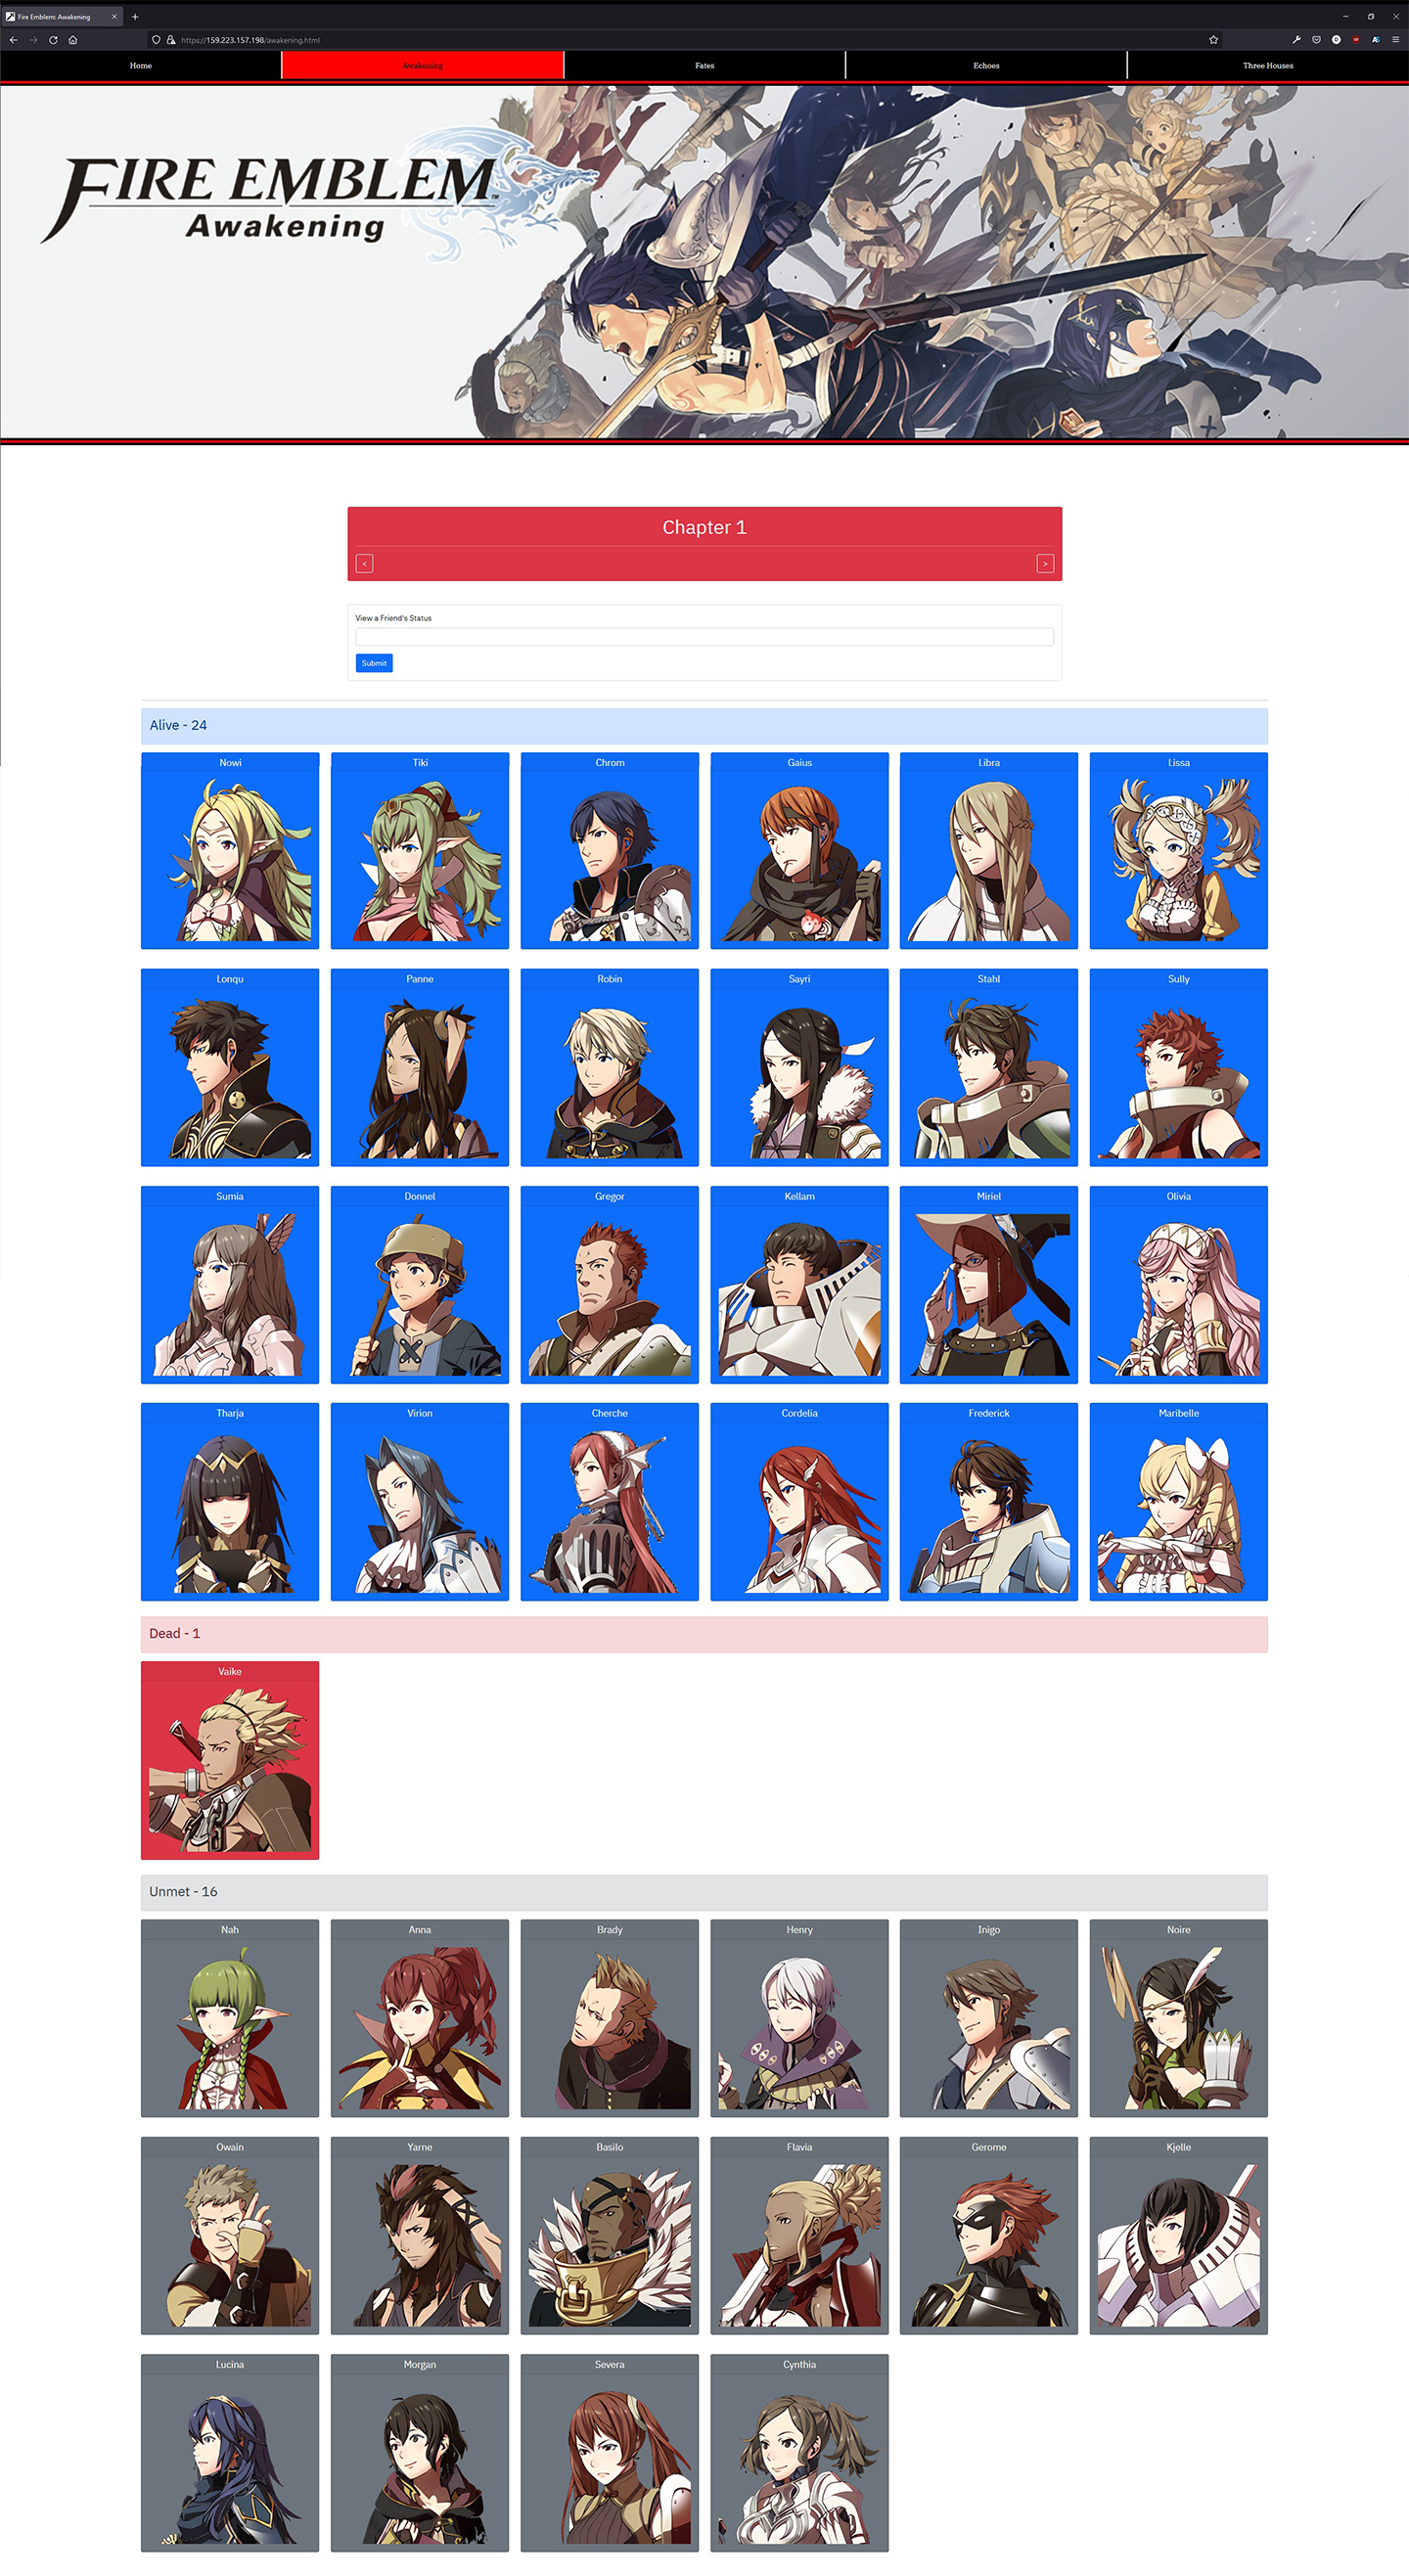 Fire Emblem: Awakening
https://159.223.157.198/awakening.html
Home Awakening Fates Echoes Three Houses
FIRE EMBLEM
Awakening
Chapter 1
< >
View a Friend's Status
Submit
Alive - 24
Nowi Tiki Chrom Gaius Libra Lissa
Lonqu Panne Robin Sayri Stahl Sully
Sumia Donnel Gregor Kellam Miriel Olivia
Tharja Virion Cherche Cordelia Frederick Maribelle
Dead - 1
Vaike
Unmet - 16
Nah Anna Brady Henry Inigo Noire
Owain Yarne Basilo Flavia Gerome Kjelle
Lucina Morgan Severa Cynthia